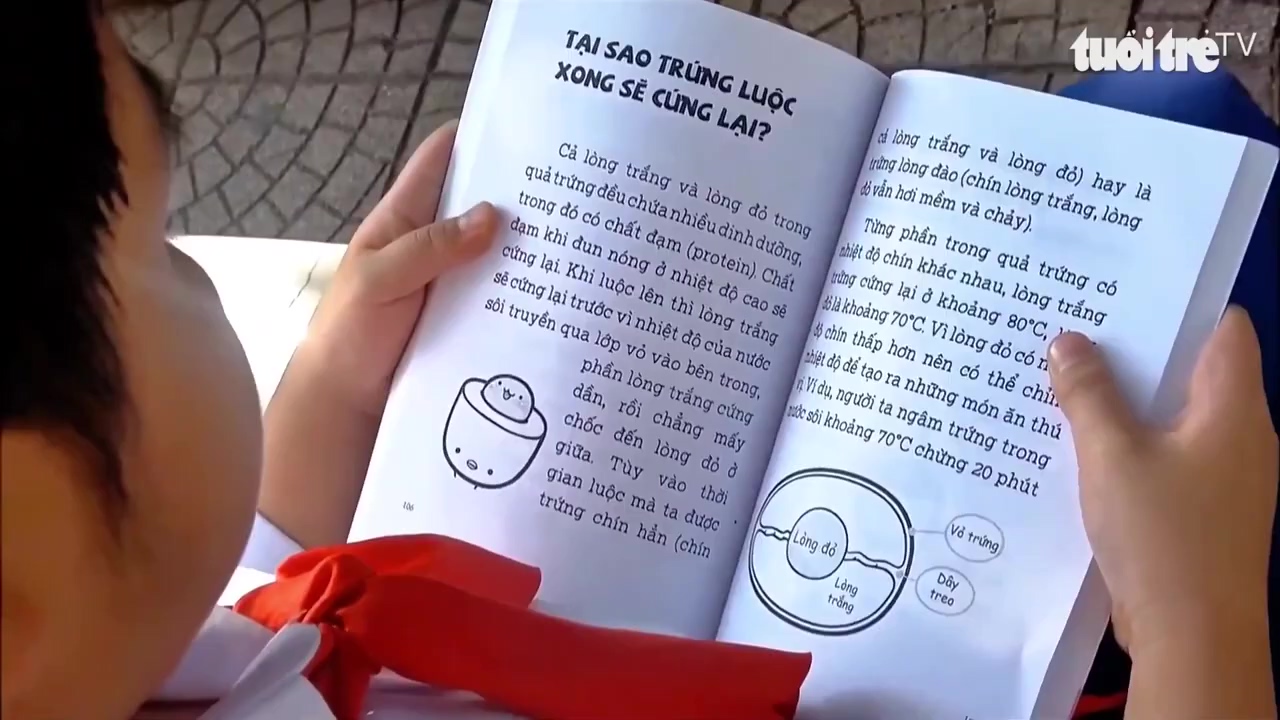 tuổi trẻ TV
TẠI SAO TRỨNG LUỘC
XONG SẼ CỨNG LẠI?
Cả lòng trắng và lòng đỏ trong
quả trứng đều chứa nhiều dinh dưỡng,
trong đó có chất đạm (protein). Chất
đạm khi đun nóng ở nhiệt độ cao sẽ
cứng lại. Khi luộc lên thì lòng trắng
sẽ cứng lại trước vì nhiệt độ của nước
sôi truyền qua lớp vỏ vào bên trong,
phần lòng trắng cứng
dần, rồi chẳng mấy
chốc đến lòng đỏ ở
giữa. Tùy vào thời
gian luộc mà ta được
trứng chín hẳn (chín
106
cả lòng trắng và lòng đỏ) hay là
trứng lòng đào (chín lòng trắng, lòng
đỏ vẫn hơi mềm và chảy).
Từng phần trong quả trứng có
nhiệt độ chín khác nhau, lòng trắng
trứng cứng lại ở khoảng 80°C,
đỏ là khoảng 70°C. Vì lòng đỏ có
độ chín thấp hơn nên có thể chỉnh
nhiệt độ để tạo ra những món ăn thú
vị. Ví dụ, người ta ngâm trứng trong
nước sôi khoảng 70°C chừng 20 phút
Lòng đỏ
Lòng
trắng
Vỏ trứng
Dây
treo